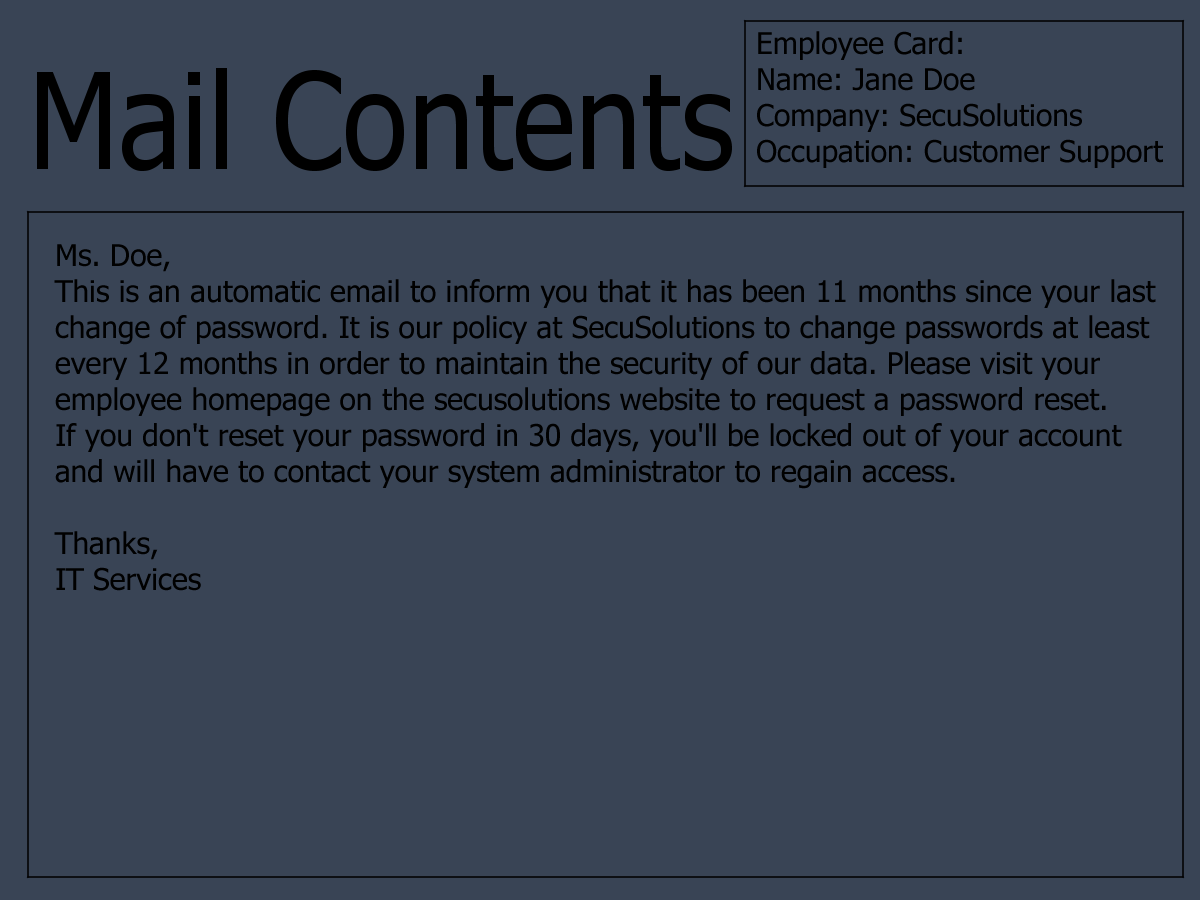 Mail Contents
Employee Card:
Name: Jane Doe
Company: SecuSolutions
Occupation: Customer Support
Ms. Doe,
This is an automatic email to inform you that it has been 11 months since your last
change of password. It is our policy at SecuSolutions to change passwords at least
every 12 months in order to maintain the security of our data. Please visit your
employee homepage on the secusolutions website to request a password reset.
If you don't reset your password in 30 days, you'll be locked out of your account
and will have to contact your system administrator to regain access.
Thanks,
IT Services